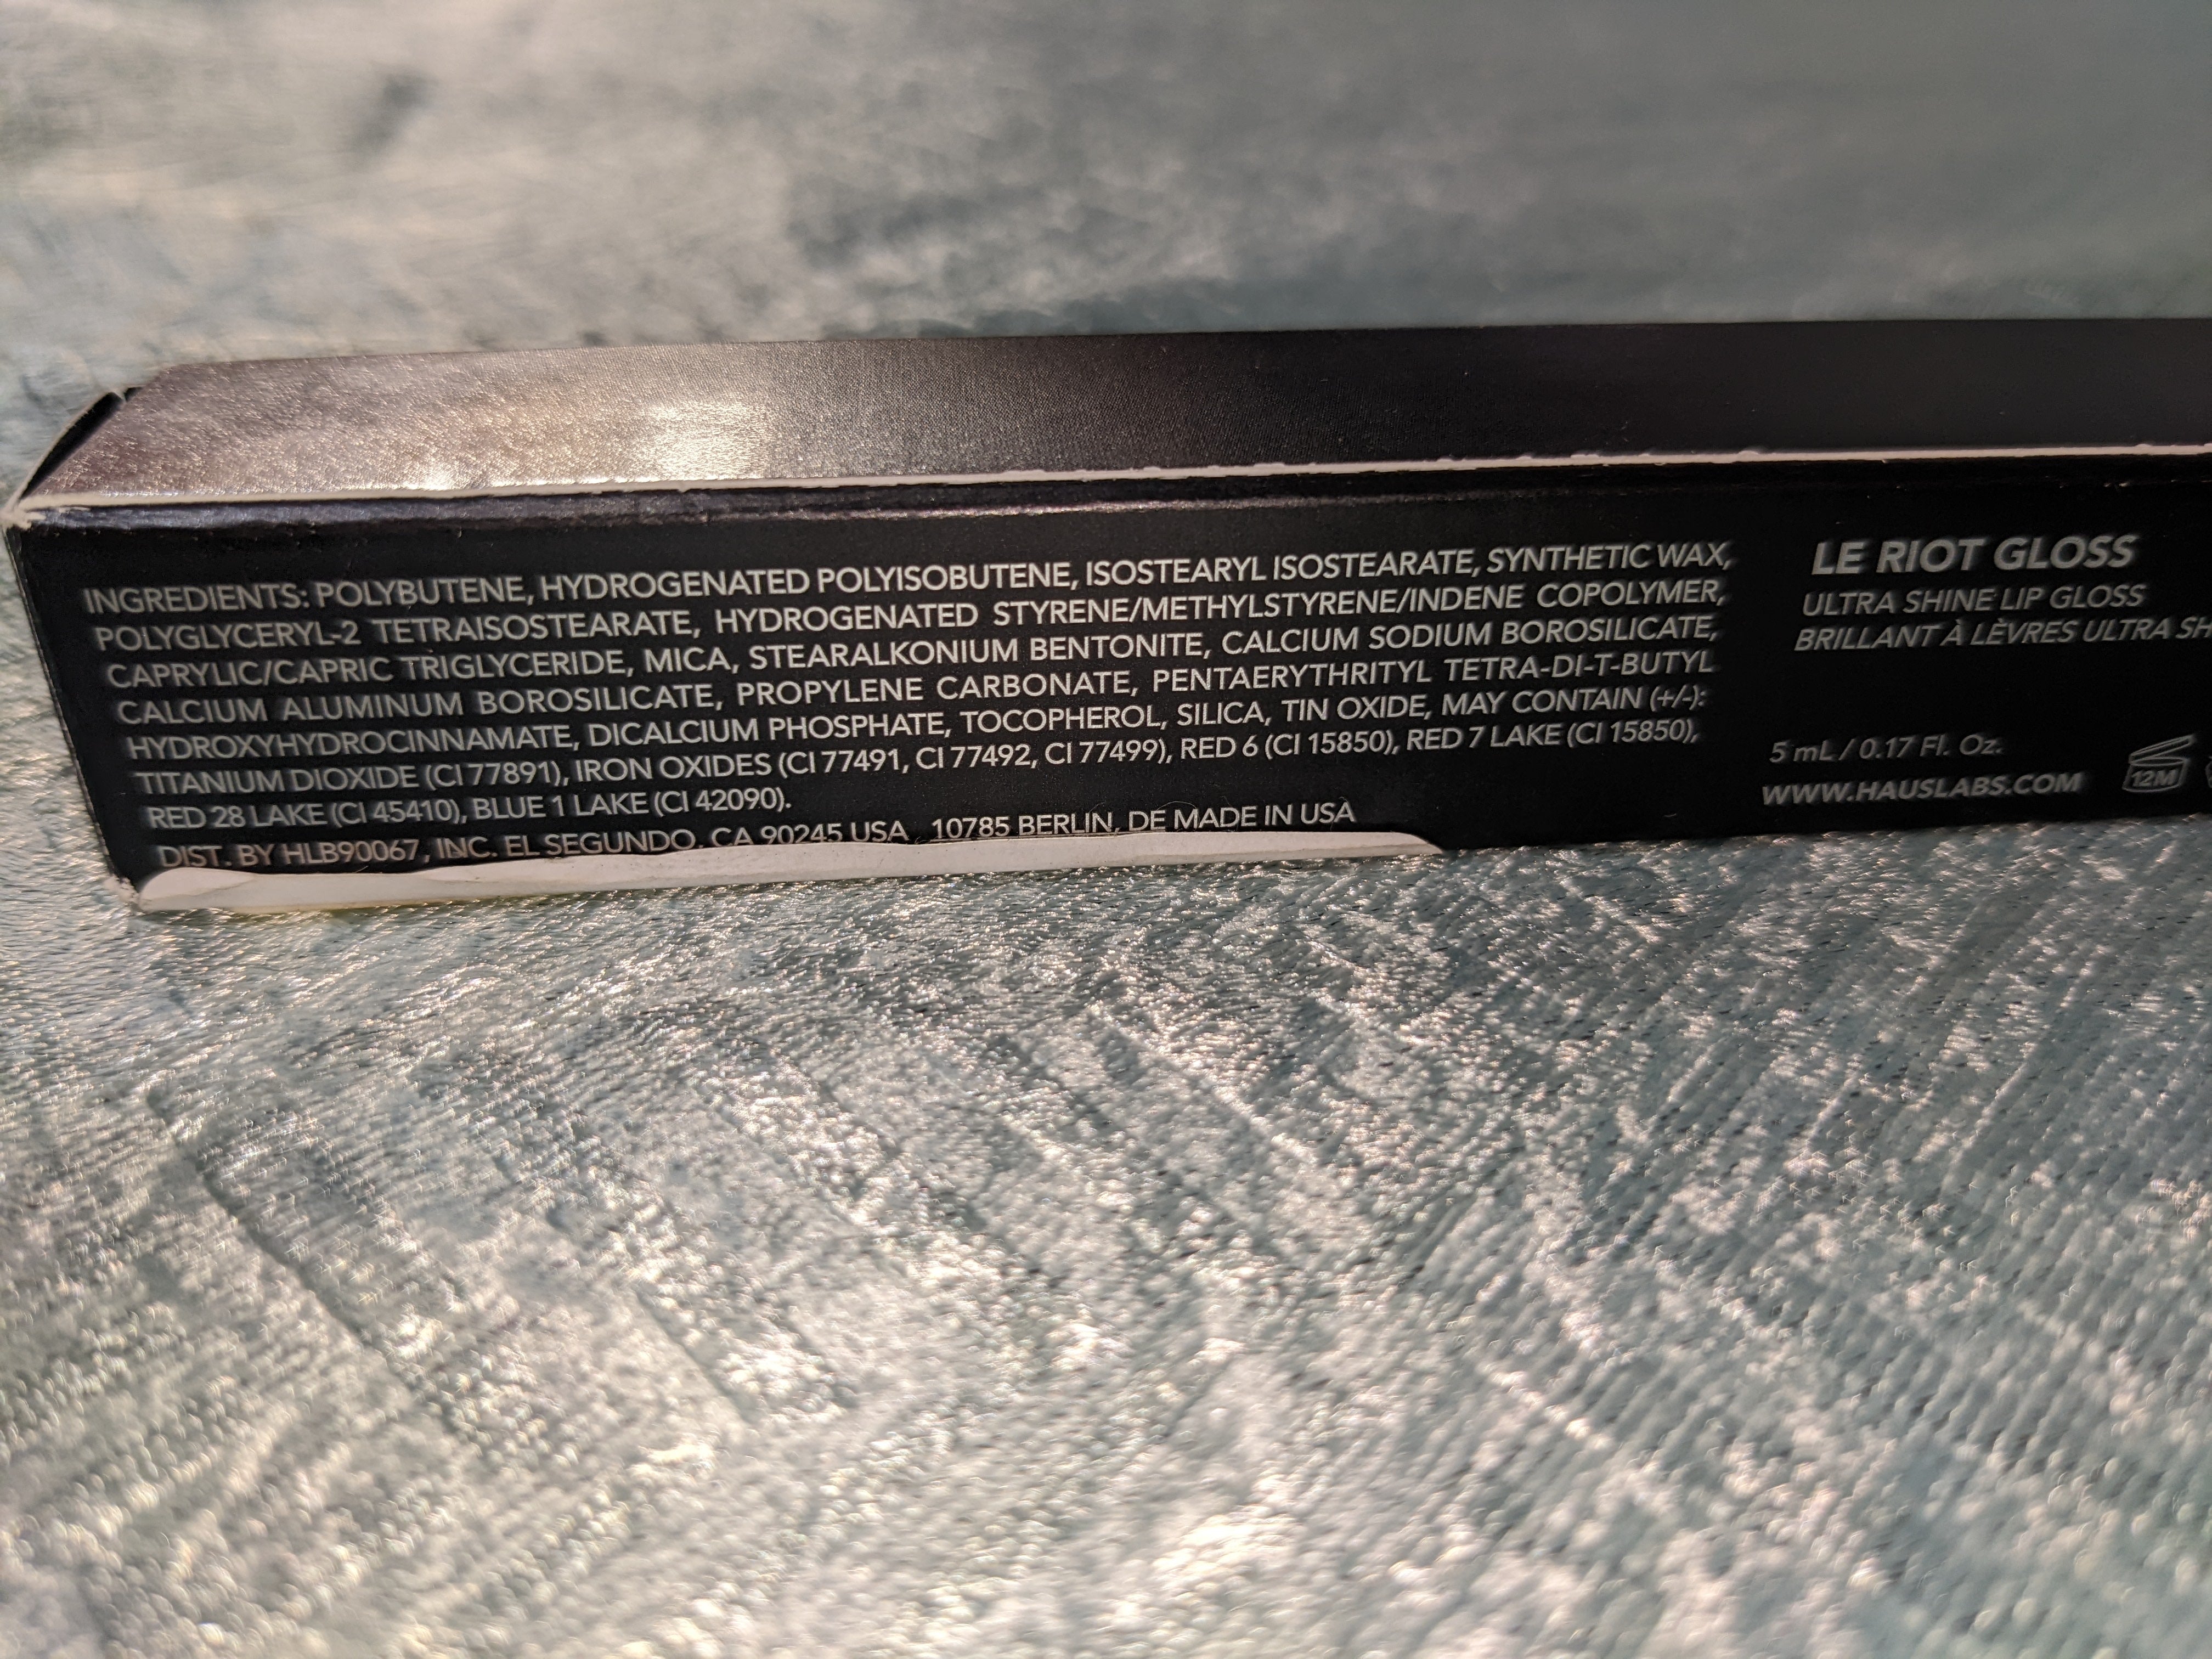 INGREDIENTS: POLYBUTENE, HYDROGENATED POLYISOBUTENE, ISOSTEARYL ISOSTEARATE, SYNTHETIC WAX,
POLYGLYCERYL-2 TETRAISOSTEARATE, HYDROGENATED STYRENE/METHYLSTYRENE/INDENE COPOLYMER,
CAPRYLIC/CAPRIC TRIGLYCERIDE, MICA, STEARALKONIUM BENTONITE, CALCIUM SODIUM BOROSILICATE,
CALCIUM ALUMINUM BOROSILICATE, PROPYLENE CARBONATE, PENTAERYTHRITYL TETRA-DI-T-BUTYL
HYDROXYHYDROCINNAMATE, DICALCIUM PHOSPHATE, TOCOPHEROL, SILICA, TIN OXIDE, MAY CONTAIN (+/-):
TITANIUM DIOXIDE (CI 77891), IRON OXIDES (CI 77491, CI 77492, CI 77499), RED 6 (CI 15850), RED 7 LAKE (CI 15850),
RED 28 LAKE (CI 45410), BLUE 1 LAKE (CI 42090).
DIST. BY HLB90067, INC. EL SEGUNDO, CA 90245 USA 10785 BERLIN, DE MADE IN USA
LE RIOT GLOSS
ULTRA SHINE LIP GLOSS
BRILLANT À LÈVRES ULTRA SH
5 mL / 0.17 Fl. Oz.
WWW.HAUSLABS.COM
12M